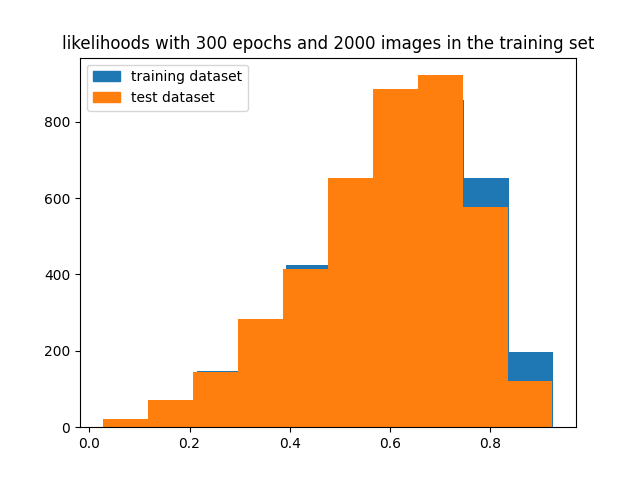 likelihoods with 300 epochs and 2000 images in the training set
training dataset
test dataset
800
600
400
200
0
0.0 0.2 0.4 0.6 0.8